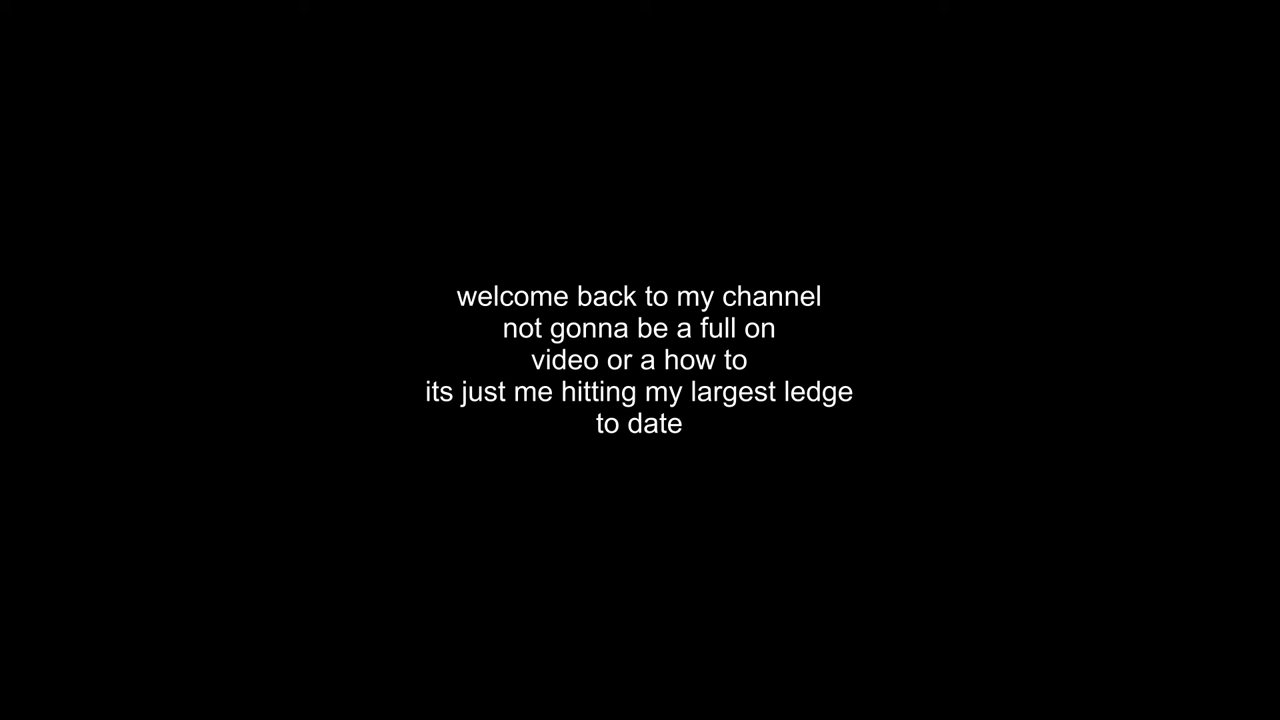 welcome back to my channel
not gonna be a full on
video or a how to
its just me hitting my largest ledge
to date